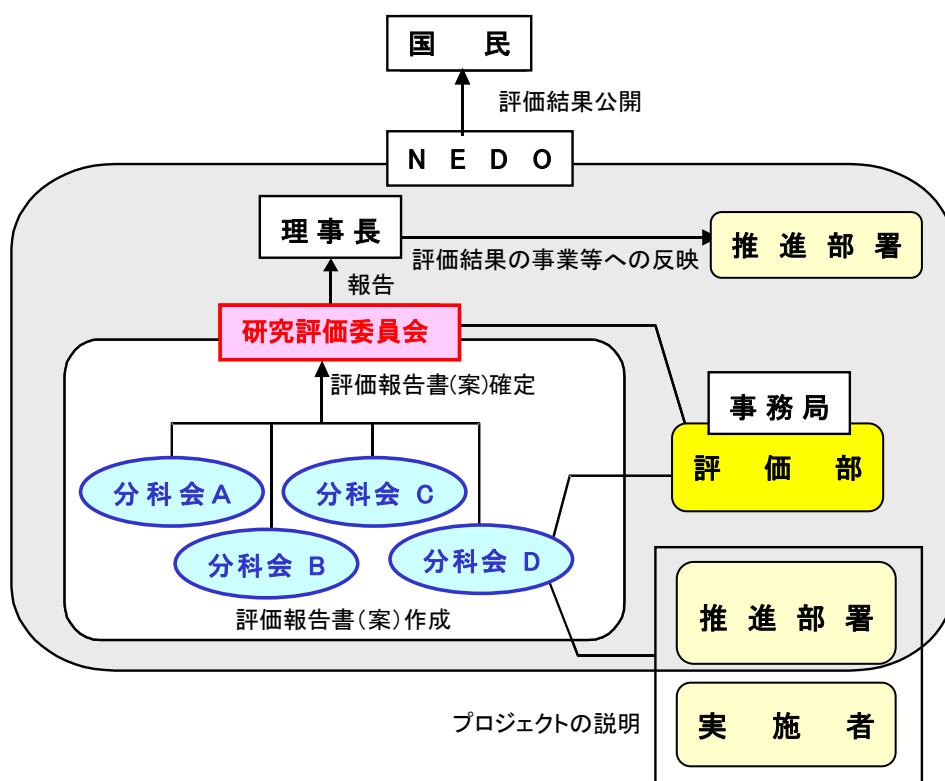 国民
評価結果公開
NEDO
理事長
推進部署
評価結果の事業等への反映
報告
研究評価委員会
評価報告書(案)確定
事務局
評価部
分科会A
分科会 C
分科会 B
分科会 D
評価報告書(案)作成
推進部署
プロジェクトの説明
実施者